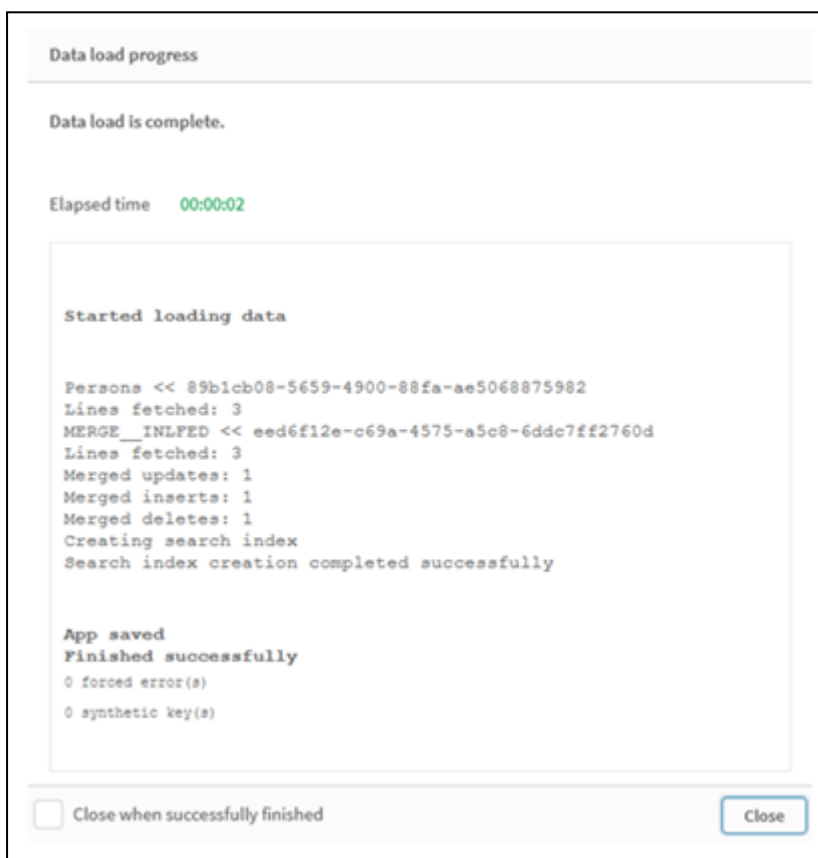 Data load progress
Data load is complete.
Elapsed time 00:00:02
Started loading data
Persons << 89b1cb08-5659-4900-88fa-ae5068875982
Lines fetched: 3
MERGE__INLFED << eed6f12e-c69a-4575-a5c8-6ddc7ff2760d
Lines fetched: 3
Merged updates: 1
Merged inserts: 1
Merged deletes: 1
Creating search index
Search index creation completed successfully
App saved
Finished successfully
0 forced error(s)
0 synthetic key(s)
Close when successfully finished
Close